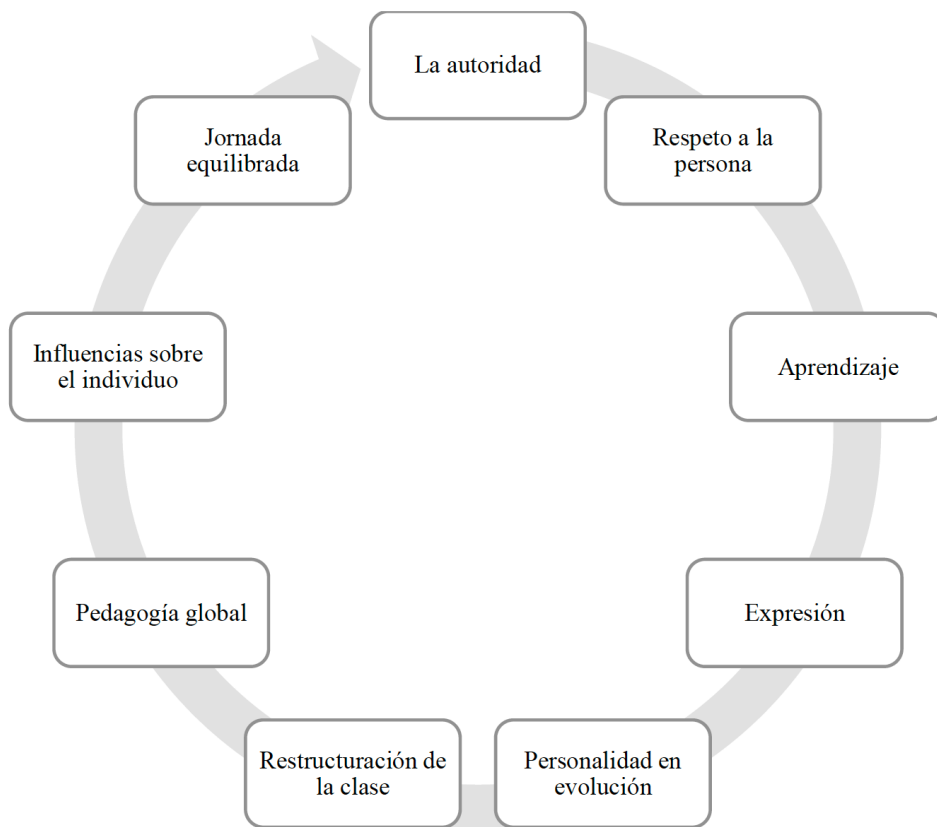 La autoridad
Respeto a la
persona
Aprendizaje
Expresión
Personalidad en
evolución
Restructuración de
la clase
Pedagogía global
Influencias sobre
el individuo
Jornada
equilibrada